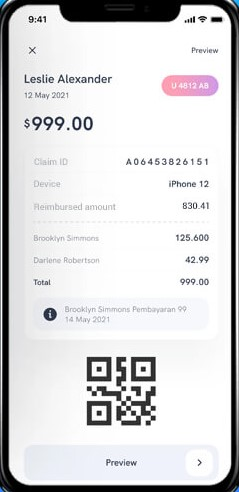 9:41
Preview
Leslie Alexander
12 May 2021
U 4812 AB
$999.00
Claim ID A06453826151
Device iPhone 12
Reimbursed amount 830.41
Brooklyn Simmons 125.600
Darlene Robertson 42.99
Total 999.00
Brooklyn Simmons Pembayaran 99
14 May 2021
Preview